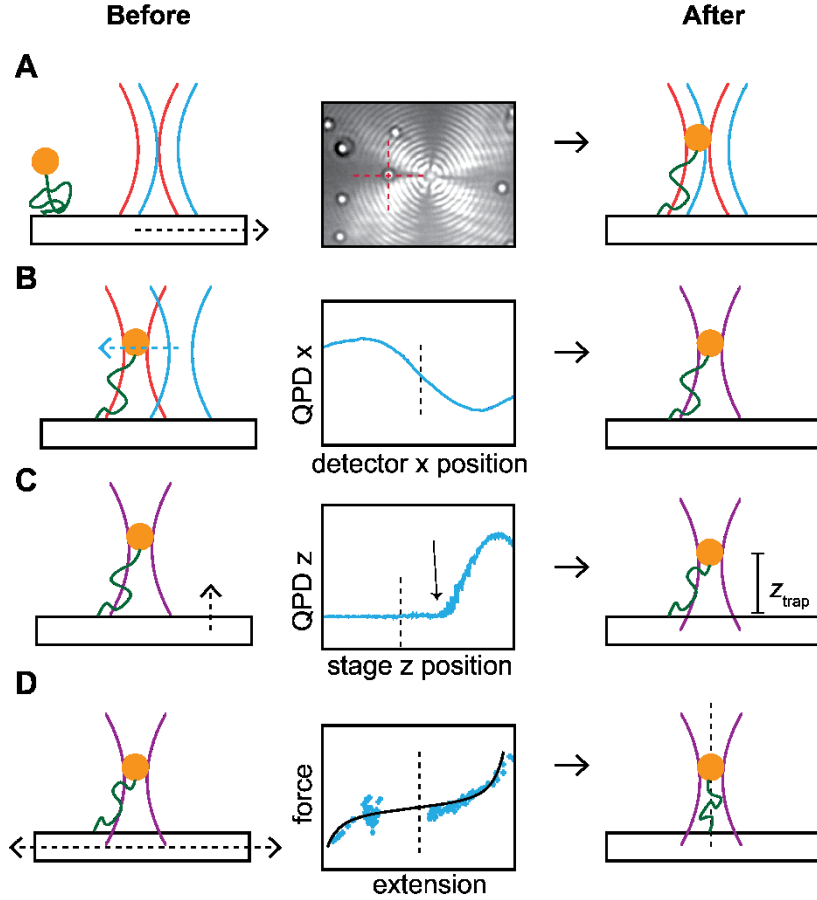 Before
After
A
B
QPD x
detector x position
C
QPD z
stage z position
z_trap
D
force
extension